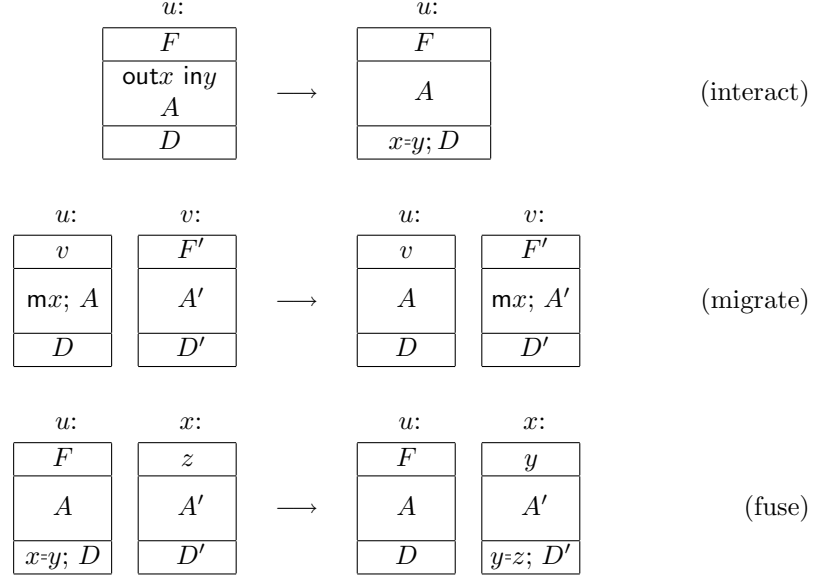 u:    u:
F    F
outx iny
A    A    (interact)
D    x=y; D
u:    v:    u:    v:
v    F′    v    F′
mx; A    A′    ⟶    A    mx; A′    (migrate)
D    D′    D    D′
u:    x:    u:    x:
F    z    F    y
A    A′    ⟶    A    A′    (fuse)
x=y; D    D′    D    y=z; D′